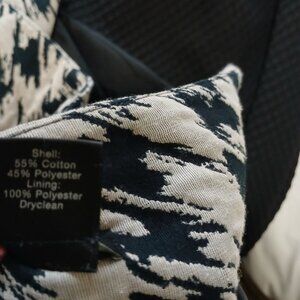 Shell:
55% Cotton
45% Polyester
Lining:
100% Polyester
Dryclean